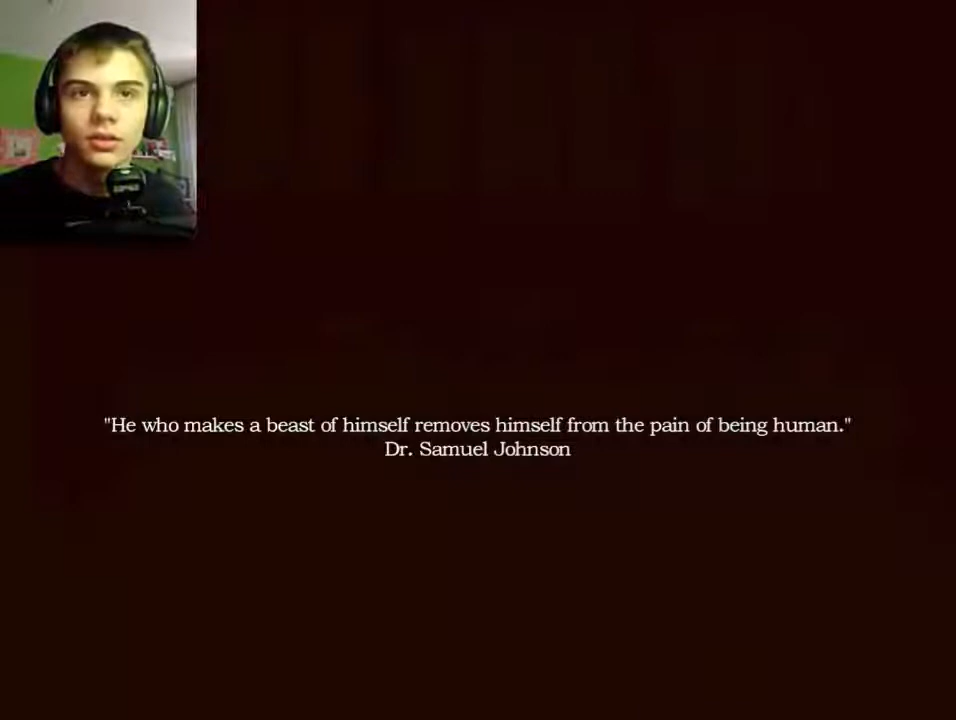 "He who makes a beast of himself removes himself from the pain of being human."
Dr. Samuel Johnson